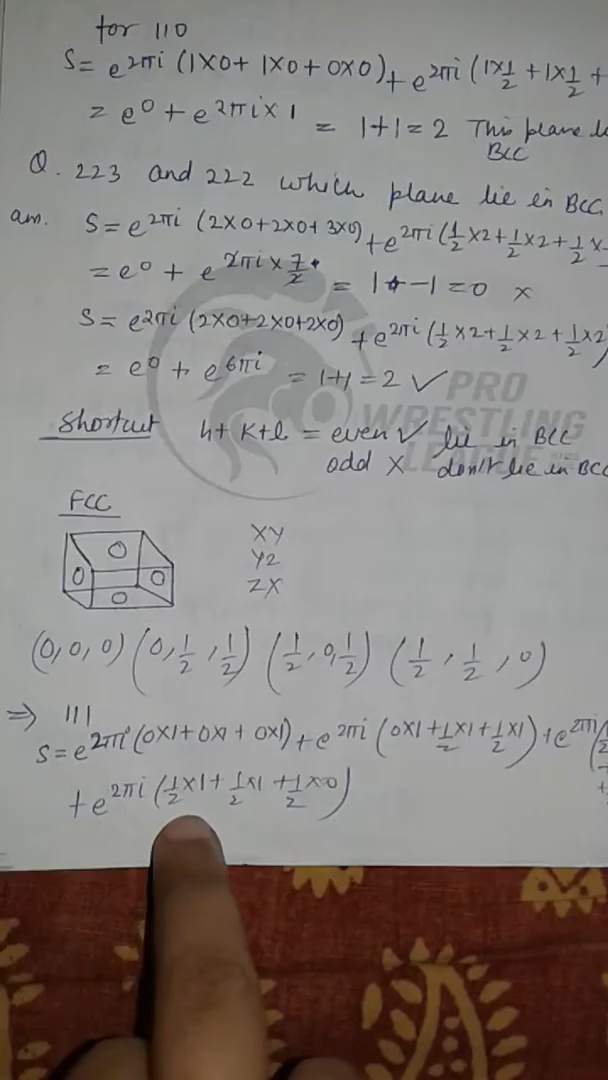 for 110
S = e^2πi (1×0+ 1×0 + 0×0) + e^2πi (1×1/2 + 1×1/2 +
= e^0 + e^2πi×1 = 1+1 = 2 This plane
BCC
Q. 223 and 222 which plane lie in BCC
am. S = e^2πi (2×0+2×0+3×0) + e^2πi (1/2×2+1/2×2+1/2×
= e^0 + e^2πi×7/2 = 1+-1=0 ×
S = e^2πi (2×0+2×0+2×0) + e^2πi (1/2×2+1/2×2+1/2×2)
= e^0 + e^6πi = 1+1 = 2 ✓
PRO
WRESTLING
LEAGUE
Shortcut h+K+l = even ✓ lie in BCC
odd X don't lie in BCC
FCC
XY
YZ
ZX
(0,0,0) (0,1/2,1/2) (1/2,0,1/2) (1/2,1/2,0)
⇒ 111
S = e^2πi (0×1+0×1+0×1) + e^2πi (0×1+1/2×1+1/2×1) + e^2πi (1/2
+ e^2πi (1/2×1+1/2×1+1/2×0)